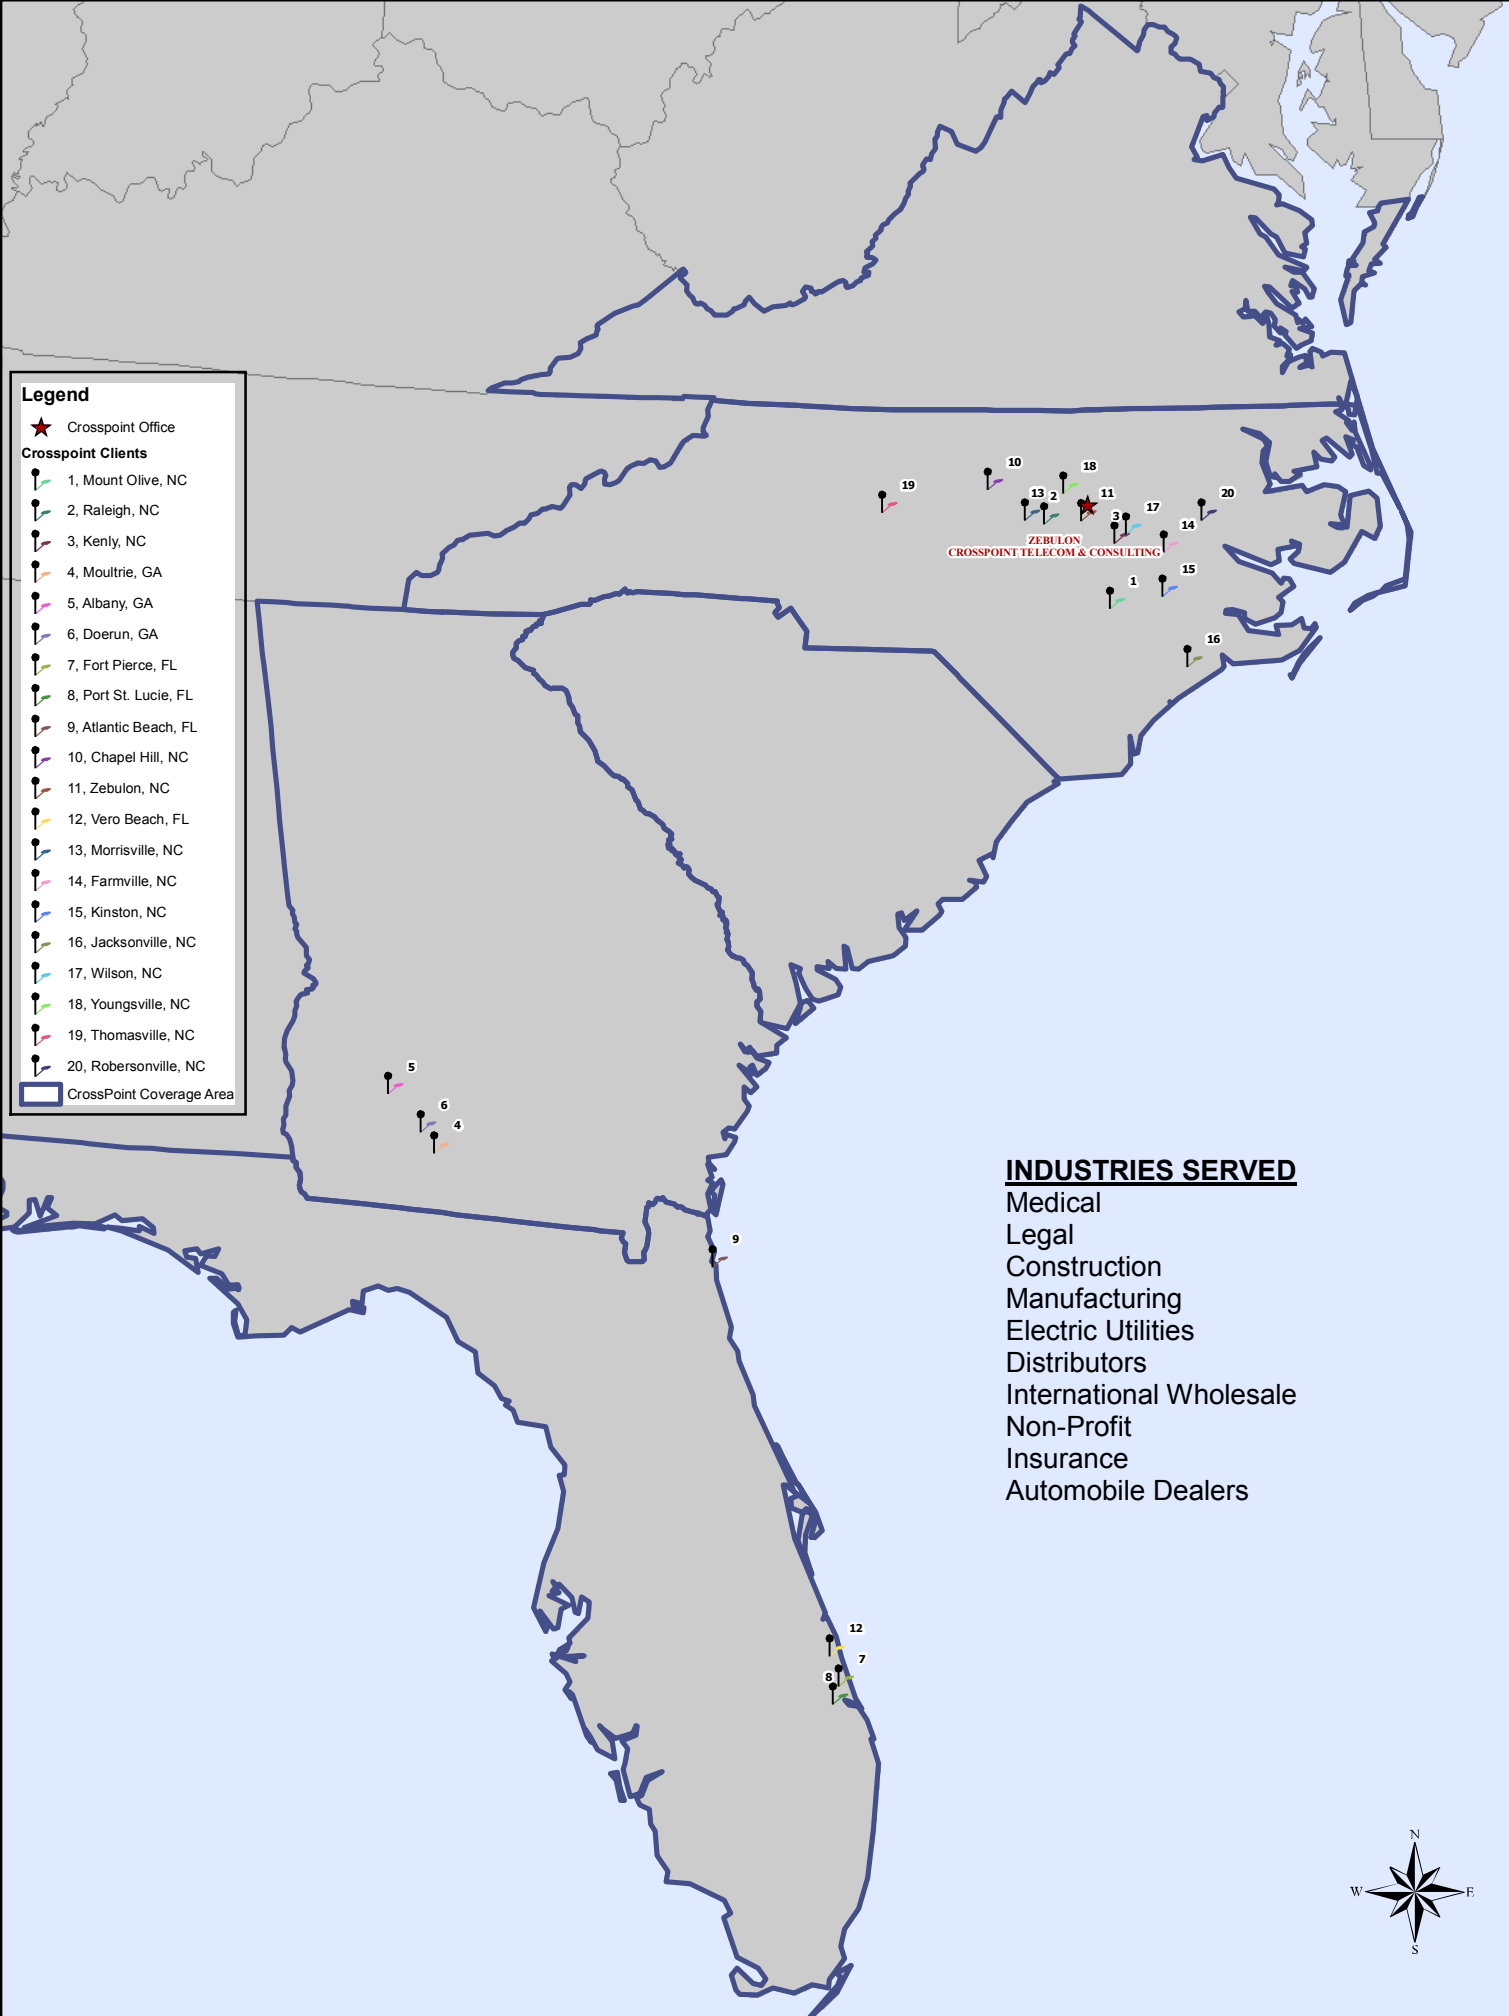 Legend
Crosspoint Office
Crosspoint Clients
1, Mount Olive, NC
2, Raleigh, NC
3, Kenly, NC
4, Moultrie, GA
5, Albany, GA
6, Doerun, GA
7, Fort Pierce, FL
8, Port St. Lucie, FL
9, Atlantic Beach, FL
10, Chapel Hill, NC
11, Zebulon, NC
12, Vero Beach, FL
13, Morrisville, NC
14, Farmville, NC
15, Kinston, NC
16, Jacksonville, NC
17, Wilson, NC
18, Youngsville, NC
19, Thomasville, NC
20, Robersonville, NC
CrossPoint Coverage Area
10
18
19
13
2
11
20
3
17
14
ZEBULON
CROSSPOINT TELECOM & CONSULTING
15
1
16
5
6
4
9
12
7
8
INDUSTRIES SERVED
Medical
Legal
Construction
Manufacturing
Electric Utilities
Distributors
International Wholesale
Non-Profit
Insurance
Automobile Dealers
N
W
E
S